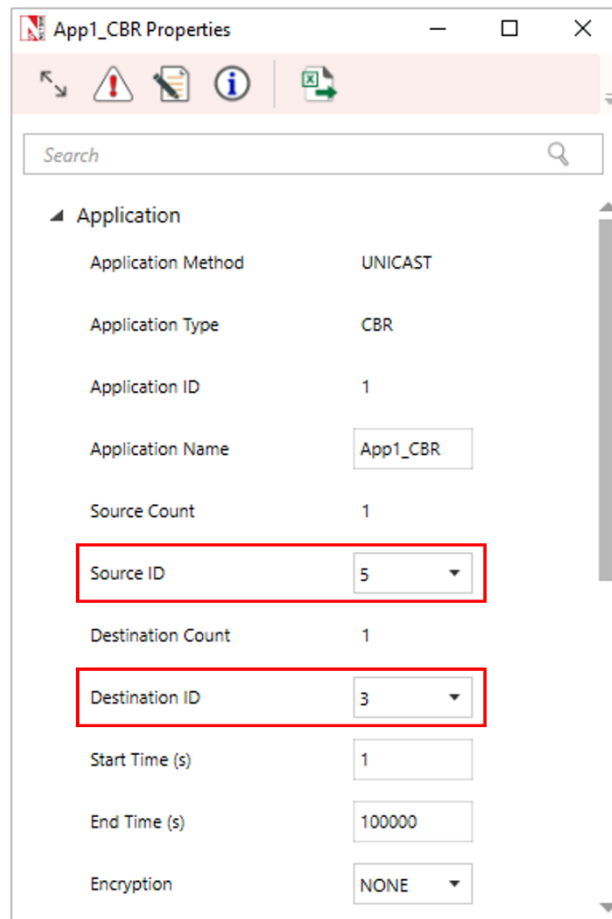 App1_CBR Properties
Search
Application
Application Method UNICAST
Application Type CBR
Application ID 1
Application Name App1_CBR
Source Count 1
Source ID 5
Destination Count 1
Destination ID 3
Start Time (s) 1
End Time (s) 100000
Encryption NONE